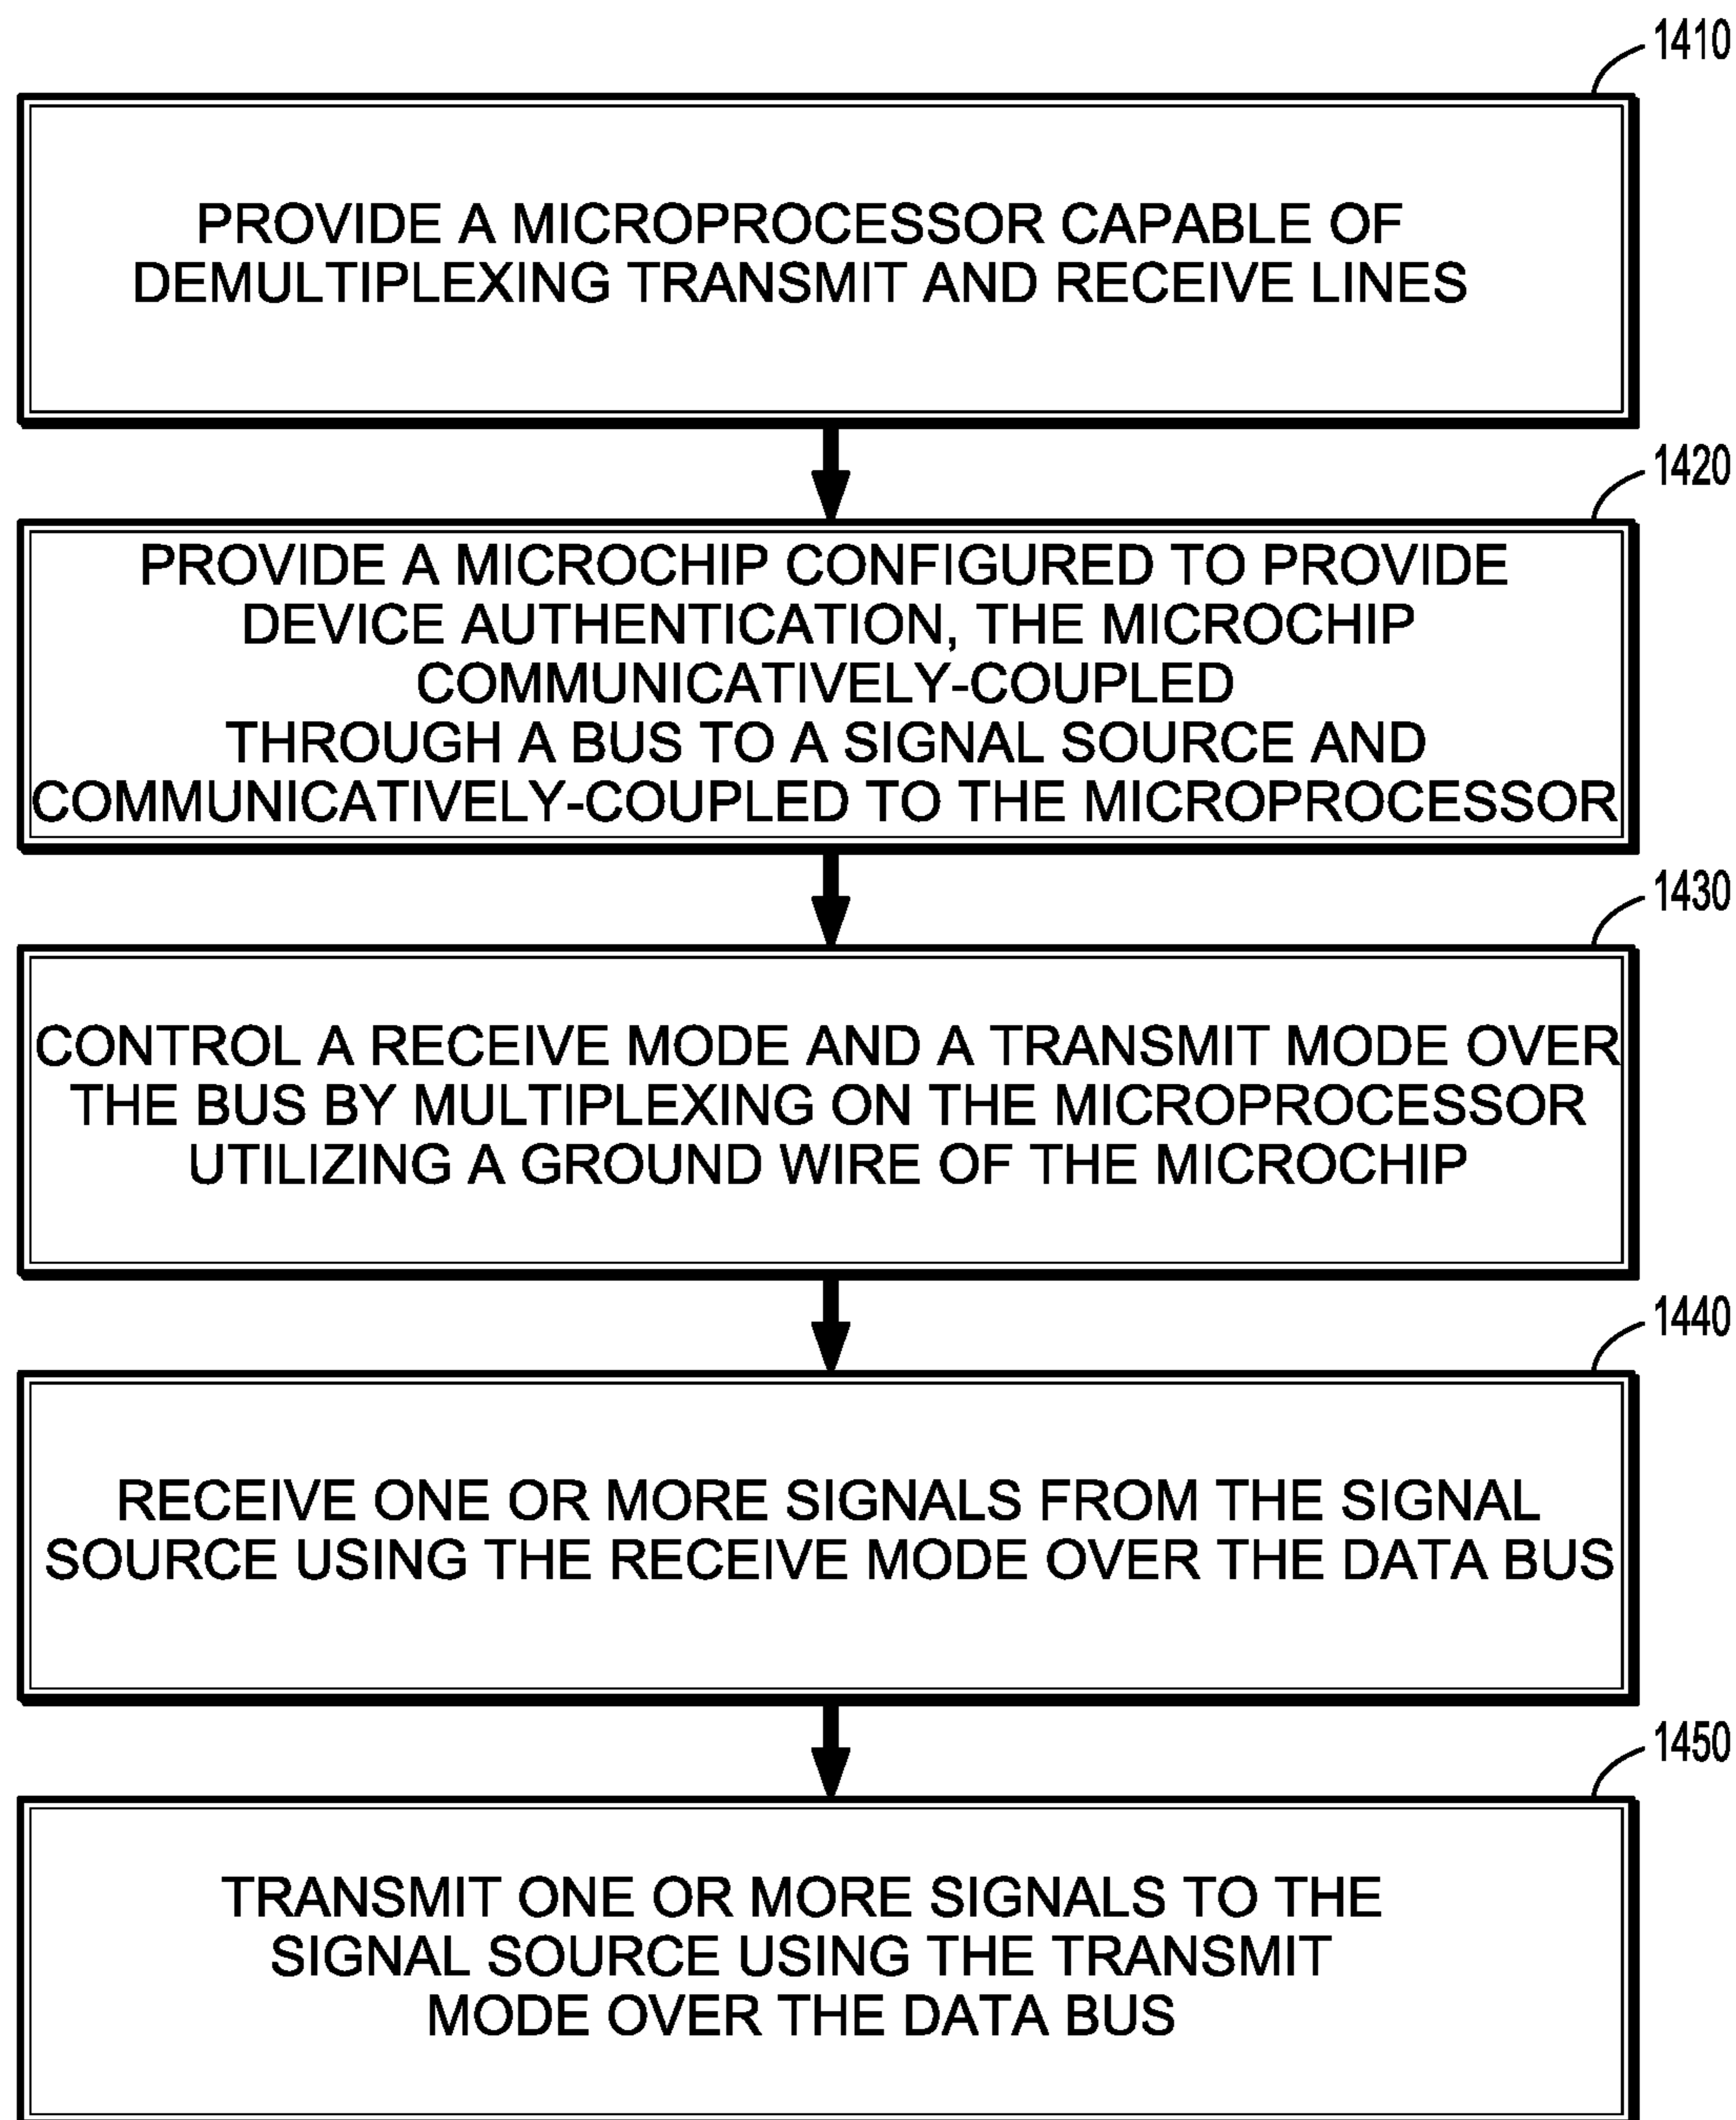 1410
PROVIDE A MICROPROCESSOR CAPABLE OF
DEMULTIPLEXING TRANSMIT AND RECEIVE LINES
1420
PROVIDE A MICROCHIP CONFIGURED TO PROVIDE
DEVICE AUTHENTICATION, THE MICROCHIP
COMMUNICATIVELY-COUPLED
THROUGH A BUS TO A SIGNAL SOURCE AND
COMMUNICATIVELY-COUPLED TO THE MICROPROCESSOR
1430
CONTROL A RECEIVE MODE AND A TRANSMIT MODE OVER
THE BUS BY MULTIPLEXING ON THE MICROPROCESSOR
UTILIZING A GROUND WIRE OF THE MICROCHIP
1440
RECEIVE ONE OR MORE SIGNALS FROM THE SIGNAL
SOURCE USING THE RECEIVE MODE OVER THE DATA BUS
1450
TRANSMIT ONE OR MORE SIGNALS TO THE
SIGNAL SOURCE USING THE TRANSMIT
MODE OVER THE DATA BUS